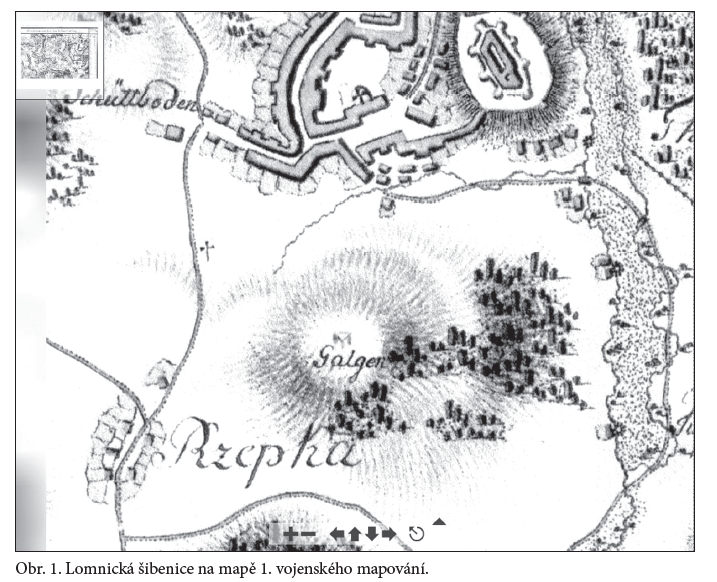 Schüttboden
Galgen
Rzepka
Obr. 1. Lomnická šibenice na mapě 1. vojenského mapování.